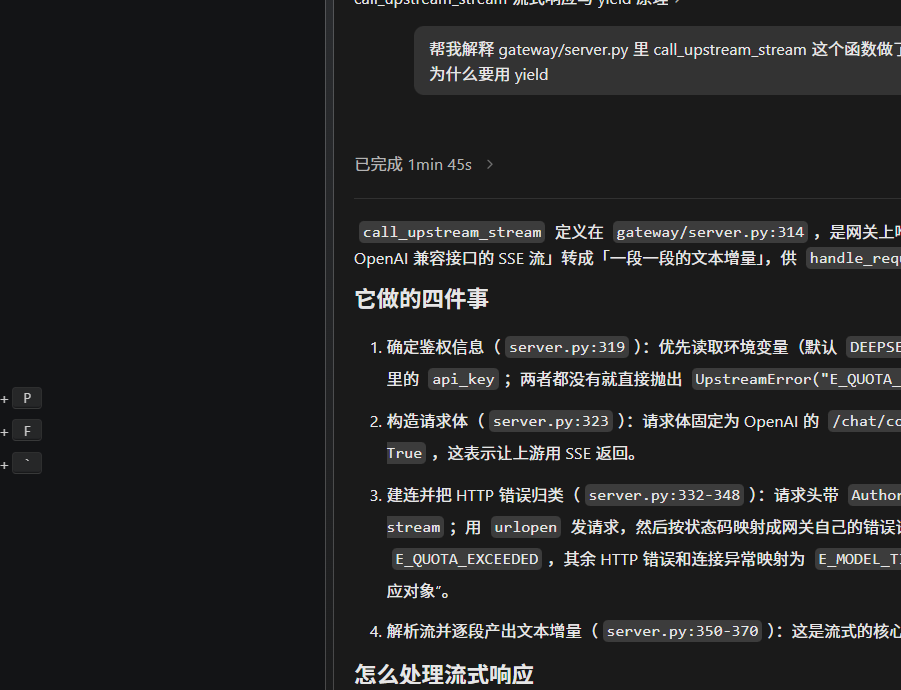 call_upstream_stream 流式响应与 yield 原理
帮我解释 gateway/server.py 里 call_upstream_stream 这个函数做了
为什么要用 yield
已完成 1min 45s
call_upstream_stream 定义在 gateway/server.py:314 ，是网关上
OpenAI 兼容接口的 SSE 流」转成「一段一段的文本增量」，供 handle_requ
它做的四件事
1. 确定鉴权信息（ server.py:319 ）：优先读取环境变量（默认 DEEPSE
里的 api_key ；两者都没有就直接抛出 UpstreamError("E_QUOTA_
2. 构造请求体（ server.py:323 ）：请求体固定为 OpenAI 的 /chat/co
True ，这表示让上游用 SSE 返回。
3. 建连并把 HTTP 错误归类（ server.py:332-348 ）：请求头带 Author
stream ；用 urlopen 发请求，然后按状态码映射成网关自己的错误
E_QUOTA_EXCEEDED ，其余 HTTP 错误和连接异常映射为 E_MODEL_TI
应对象"。
4. 解析流并逐段产出文本增量（ server.py:350-370 ）：这是流式的核心
怎么处理流式响应
+ P
+ F
+ `